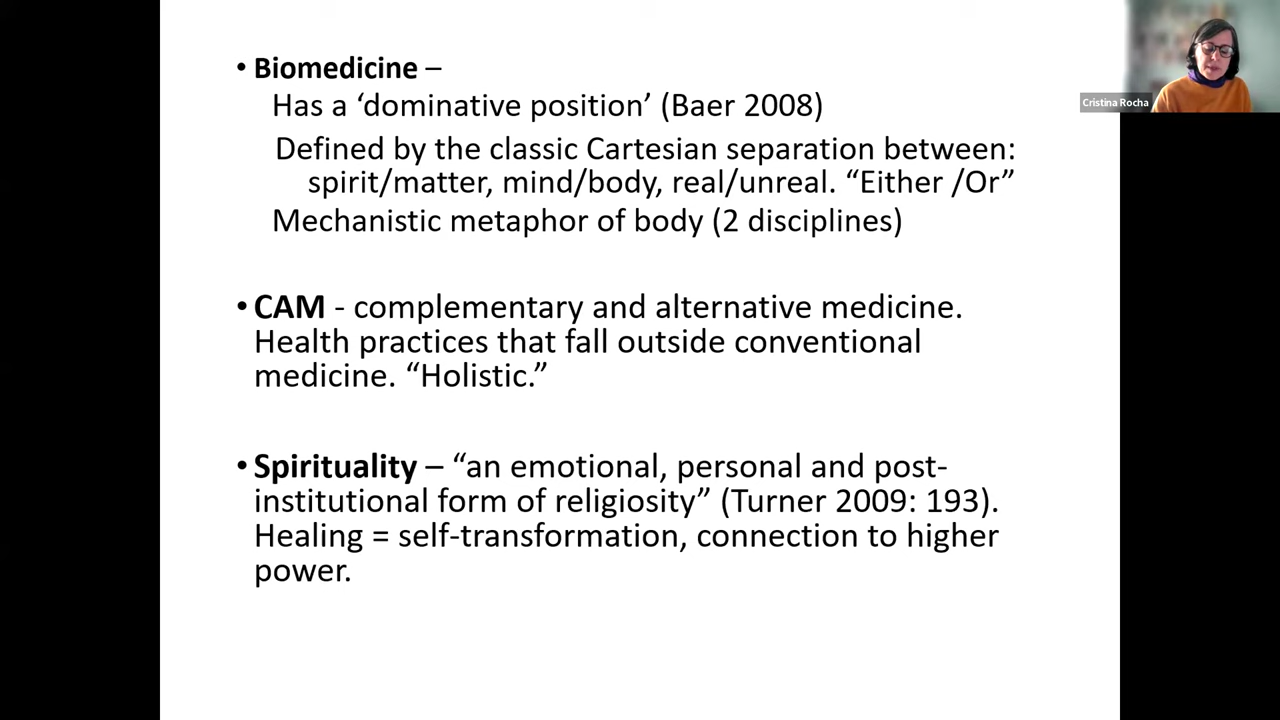 • Biomedicine –
Has a ‘dominative position’ (Baer 2008)
Defined by the classic Cartesian separation between:
spirit/matter, mind/body, real/unreal. “Either /Or”
Mechanistic metaphor of body (2 disciplines)
• CAM - complementary and alternative medicine.
Health practices that fall outside conventional
medicine. “Holistic.”
• Spirituality – “an emotional, personal and post-
institutional form of religiosity” (Turner 2009: 193).
Healing = self-transformation, connection to higher
power.
Cristina Rocha